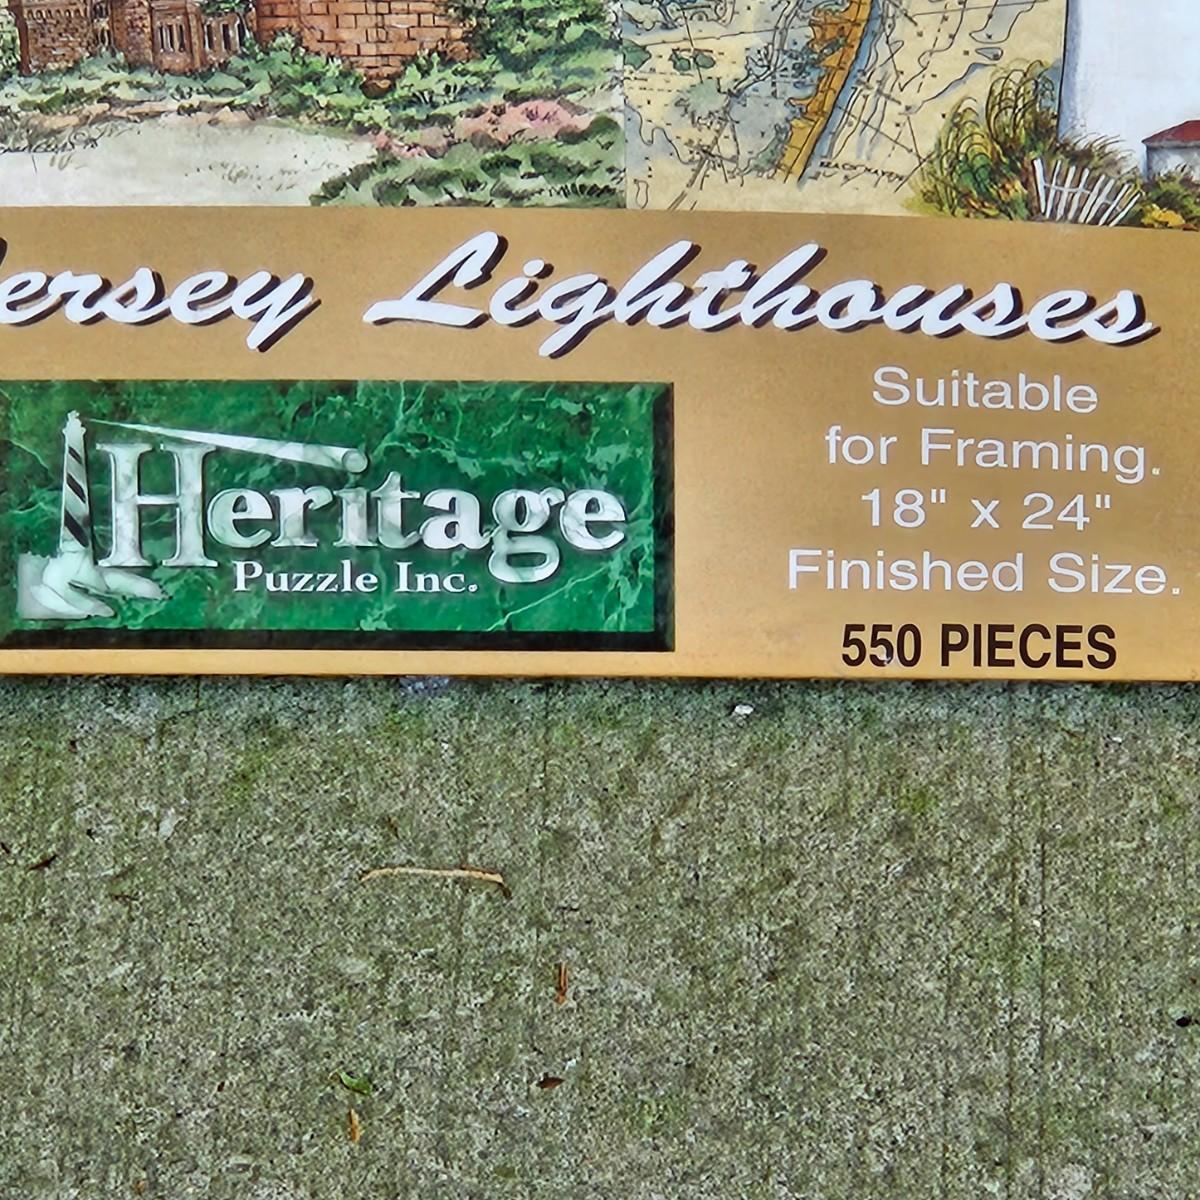 ersey Lighthouses
Heritage
Puzzle Inc.
Suitable
for Framing.
18" x 24"
Finished Size.
550 PIECES